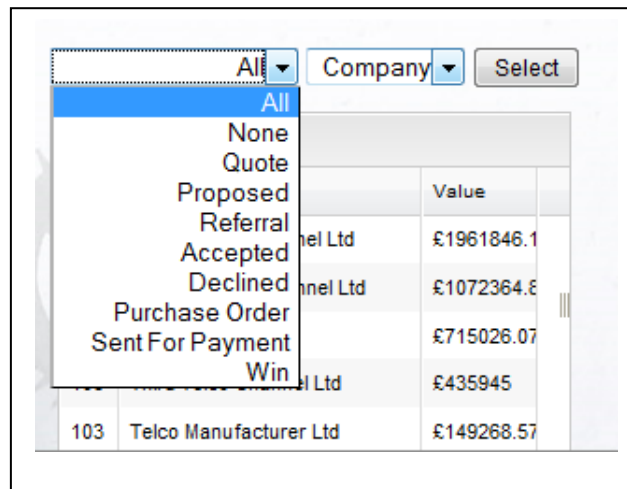 All Company Select
All
None
Quote
Proposed
Value
Referral
nel Ltd £1961846.1
Accepted
Declined
nnel Ltd £1072364.8
Purchase Order
Sent For Payment £715026.07
Win
el Ltd £435945
103 Telco Manufacturer Ltd £149268.57